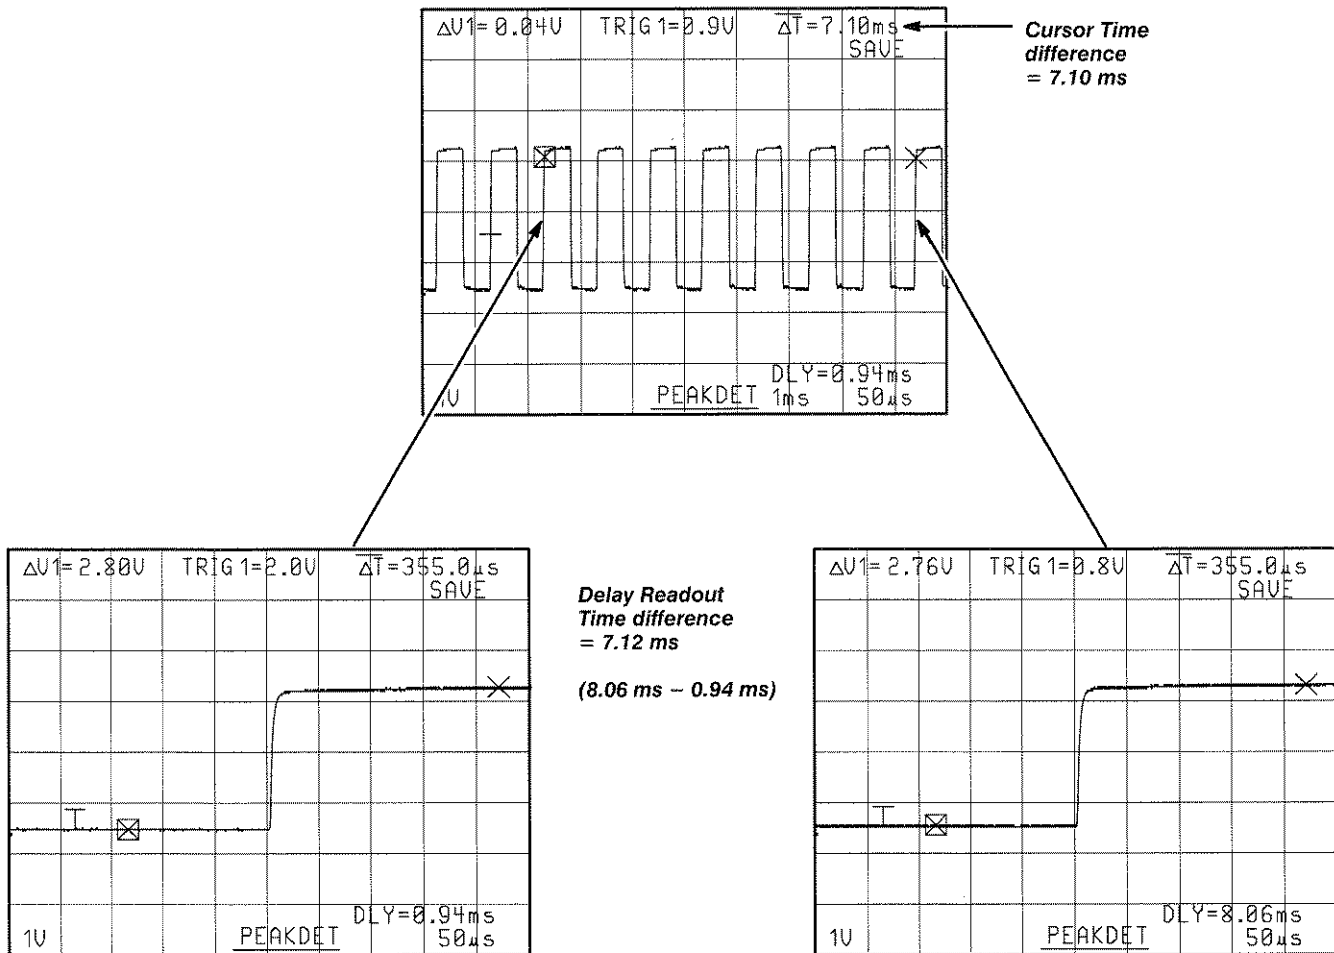 ΔV1= 0.04V TRIG 1=0.9V ΔT=7.10ms
SAVE
Cursor Time
difference
= 7.10 ms
DLY=0.94ms
V PEAKDET 1ms 50µs
ΔV1= 2.80V TRIG 1=2.0V ΔT=355.0µs
SAVE
T
DLY=0.94ms
1V PEAKDET 50µs
Delay Readout
Time difference
= 7.12 ms
(8.06 ms – 0.94 ms)
ΔV1= 2.76V TRIG 1=0.8V ΔT=355.0µs
SAVE
T
DLY=8.06ms
1V PEAKDET 50µs